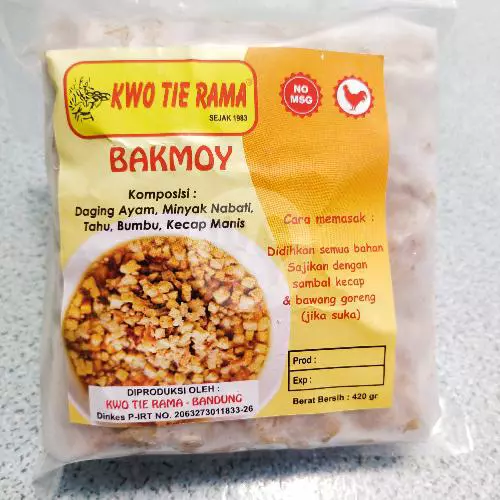 KWO TIE RAMA
SEJAK 1983
NO
MSG
BAKMOY
Komposisi :
Daging Ayam, Minyak Nabati,
Tahu, Bumbu, Kecap Manis
Cara memasak :
Didihkan semua bahan
Sajikan dengan
sambal kecap
& bawang goreng
(jika suka)
Prod :
Exp :
Berat Bersih : 420 gr
DIPRODUKSI OLEH :
KWO TIE RAMA - BANDUNG
Dinkes P-IRT NO. 2063273011833-26